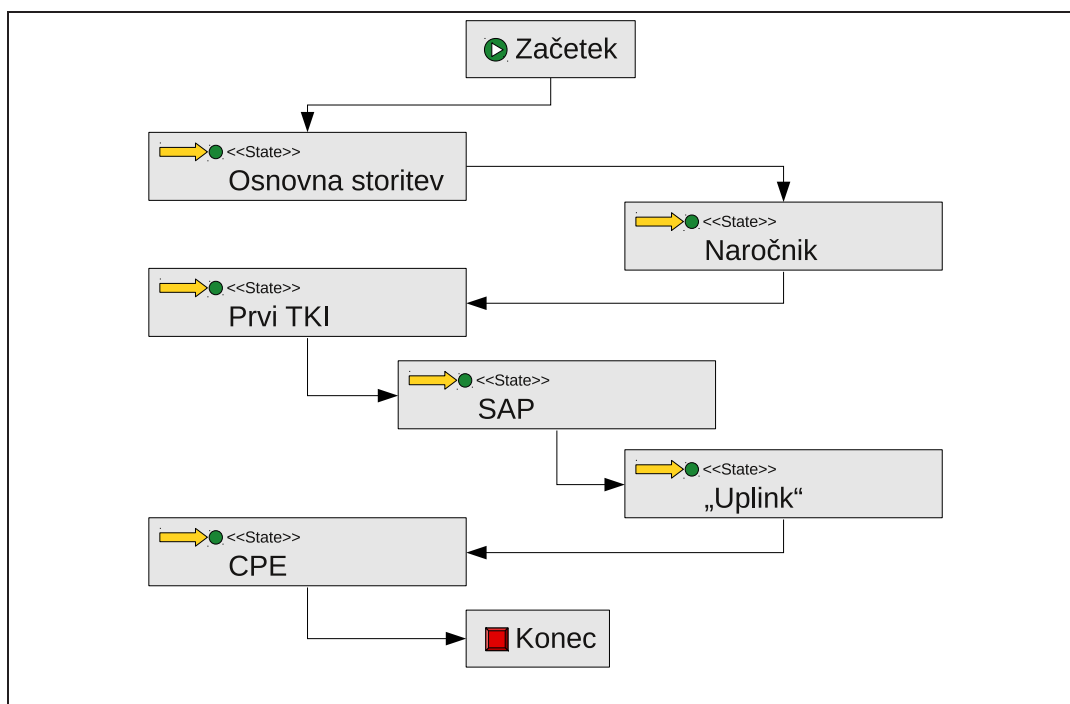 Začetek
<<State>>
Osnovna storitev
<<State>>
Naročnik
<<State>>
Prvi TKI
<<State>>
SAP
<<State>>
„Uplink“
<<State>>
CPE
Konec